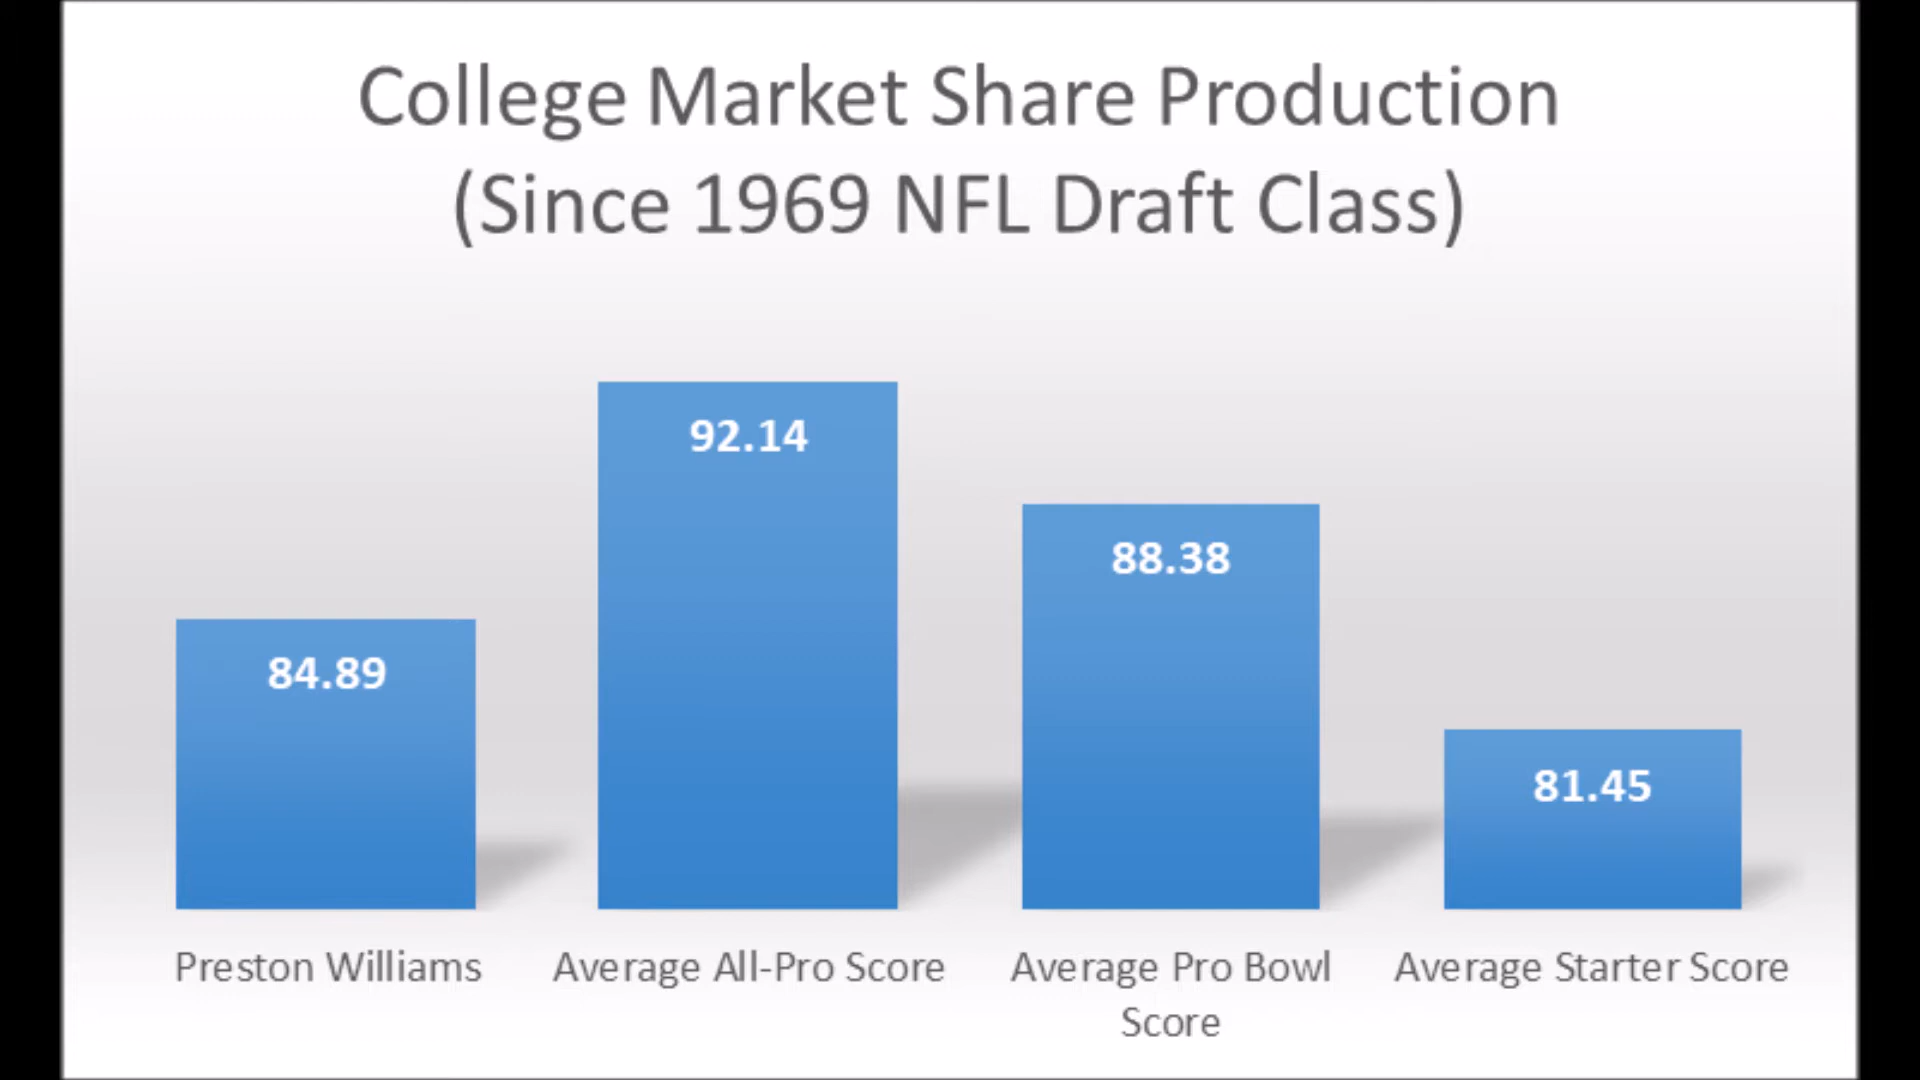 College Market Share Production
(Since 1969 NFL Draft Class)
84.89
92.14
88.38
81.45
Preston Williams
Average All-Pro Score
Average Pro Bowl
Score
Average Starter Score